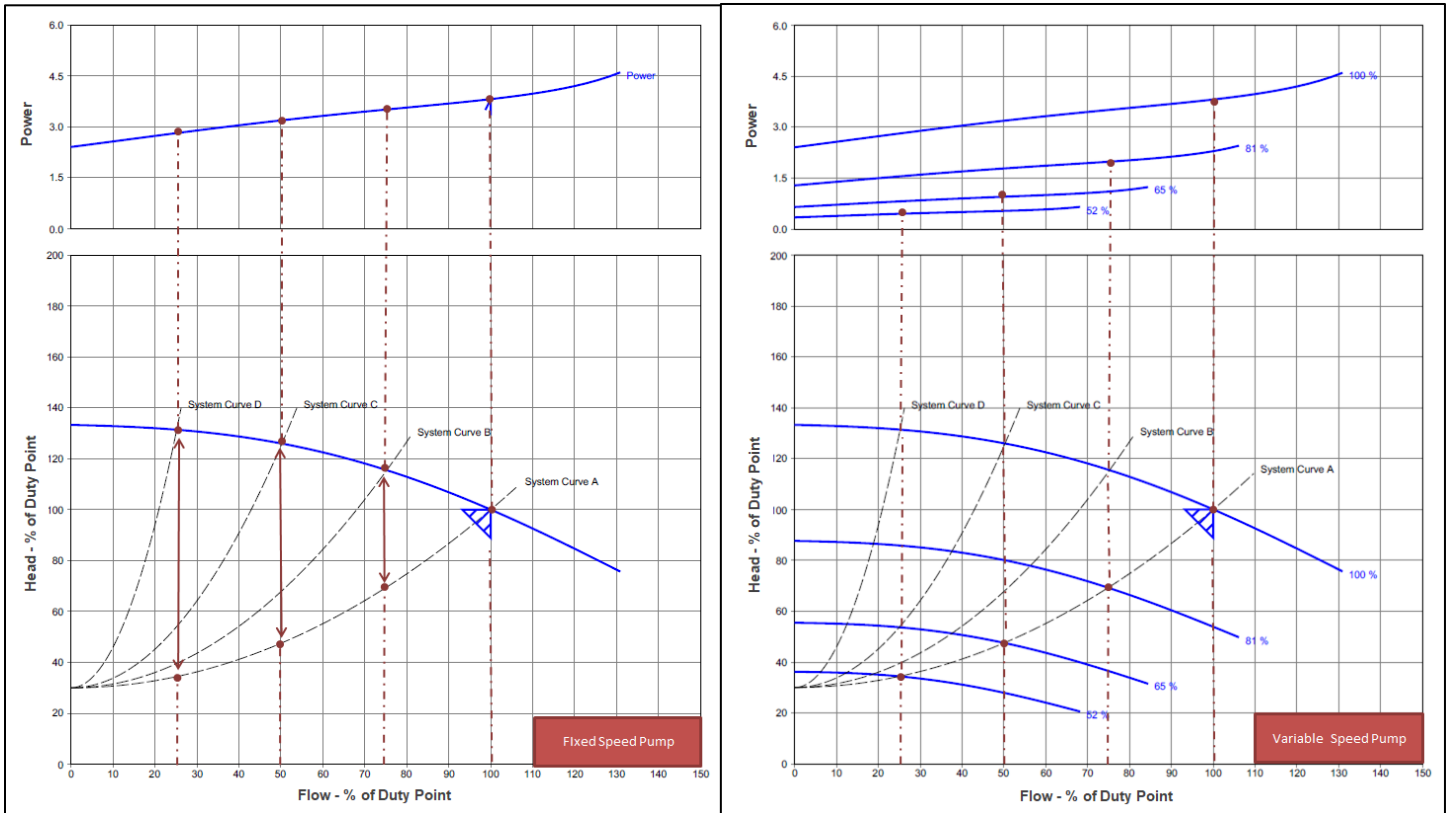 6.0
4.5
3.0
1.5
0.0
Power
Power
200
180
160
140
120
100
80
60
40
20
0
Head - % of Duty Point
System Curve D
System Curve C
System Curve B
System Curve A
FIxed Speed Pump
0 10 20 30 40 50 60 70 80 90 100 110 120 130 140 150
Flow - % of Duty Point
6.0
4.5
3.0
1.5
0.0
Power
100 %
81 %
65 %
52 %
200
180
160
140
120
100
80
60
40
20
0
Head - % of Duty Point
System Curve D
System Curve C
System Curve B
System Curve A
100 %
81 %
65 %
52 %
Variable Speed Pump
0 10 20 30 40 50 60 70 80 90 100 110 120 130 140 150
Flow - % of Duty Point